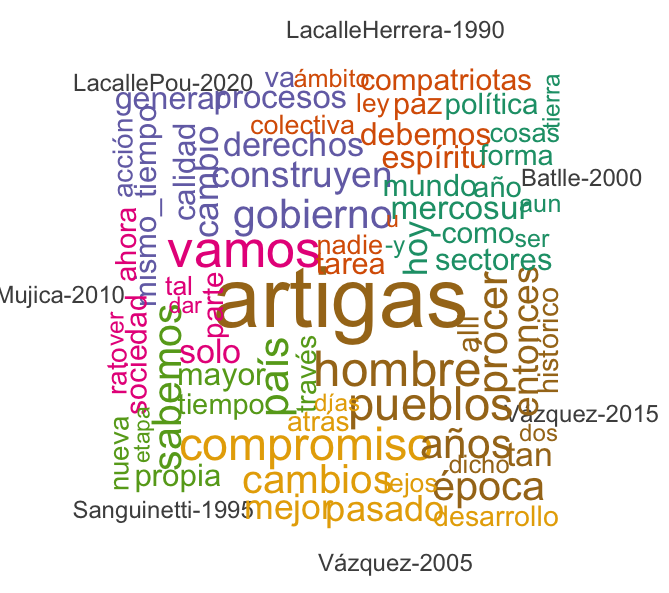 LacalleHerrera-1990
LacallePou-2020
va
ámbito
compatriotas
general
procesos
ley
paz
política
tierra
acción
tiempo
calidad
cambio
colectiva
derechos
debemos
cosas
espíritu
forma
construyen
mundo
año
Batlle-2000
gobierno
u
mercosur
aun
vamos
nadie
-y
hoy
como
ser
tarea
sectores
ahora
mismo
_
Mujica-2010
tal
dar
parte
artigas
rato
ver
sociedad
sabemos
solo
país
través
allí
prócer
entonces
histórico
mayor
hombre
tiempo
días
pueblos
Vázquez-2015
atrás
nueva
etapa
compromiso
años
dos
dicho
tan
propia
cambios
lejos
época
Sanguinetti-1995
mejor
pasado
desarrollo
Vázquez-2005